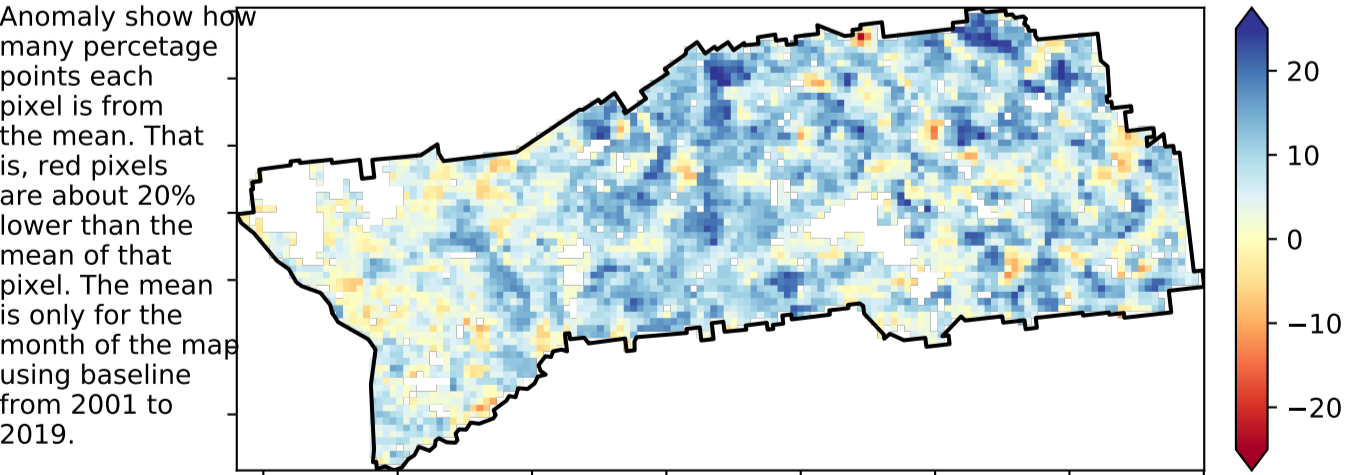 Anomaly show how
many percetage
points each
pixel is from
the mean. That
is, red pixels
are about 20%
lower than the
mean of that
pixel. The mean
is only for the
month of the map
using baseline
from 2001 to
2019.
20
10
0
−10
−20